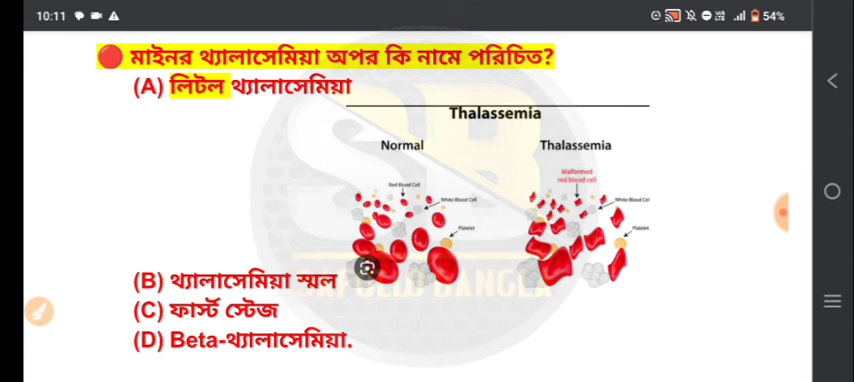 10:11
54%
মাইনর থ্যালাসেমিয়া অপর কি নামে পরিচিত?
(A) লিটল থ্যালাসেমিয়া
Thalassemia
Normal Thalassemia
Malformed
red blood cell
Red Blood Cell
White Blood Cell White Blood Cel
Platelet Platelet
(B) থ্যালাসেমিয়া স্মল
(C) ফার্স্ট স্টেজ
(D) Beta-থ্যালাসেমিয়া.